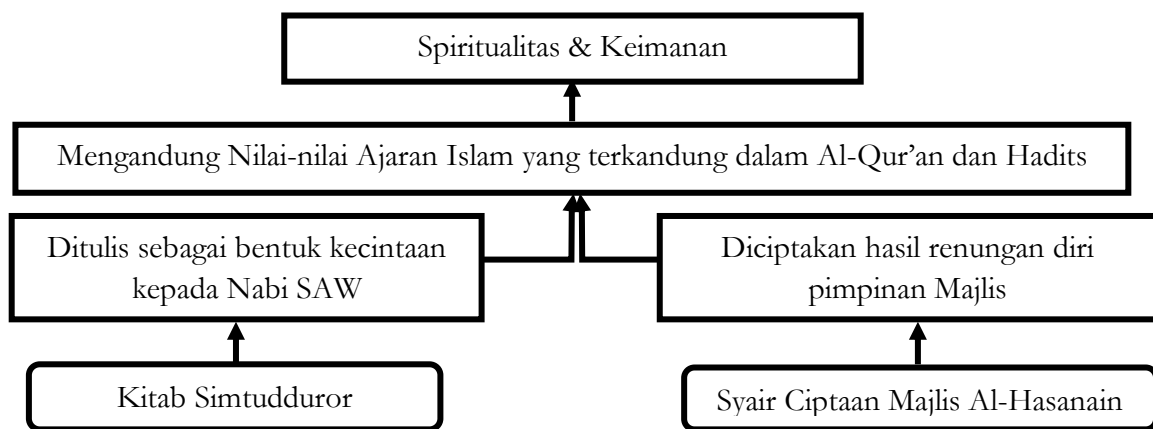 Spiritualitas & Keimanan
Mengandung Nilai-nilai Ajaran Islam yang terkandung dalam Al-Qur’an dan Hadits
Ditulis sebagai bentuk kecintaan
kepada Nabi SAW
Diciptakan hasil renungan diri
pimpinan Majlis
Kitab Simtudduror
Syair Ciptaan Majlis Al-Hasanain